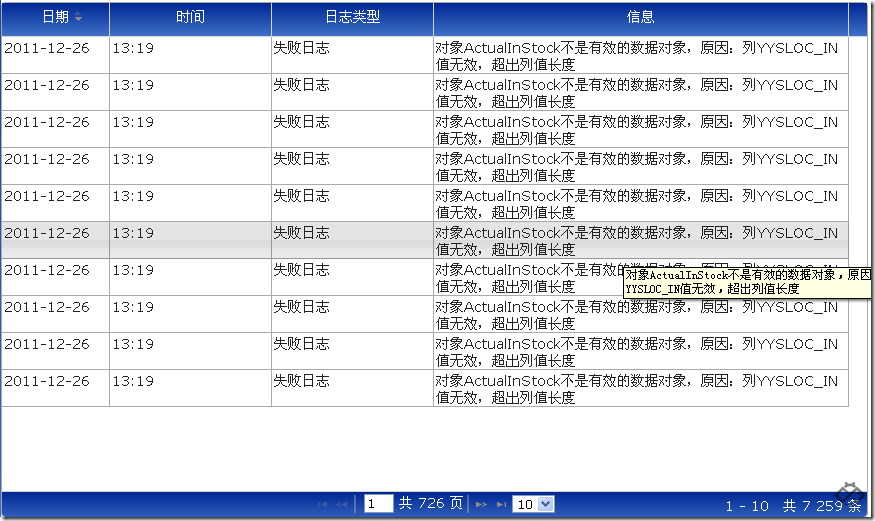 日期 时间 日志类型 信息
2011-12-26 13:19 失败日志 对象ActualInStock不是有效的数据对象，原因：列YYSLOC_IN
值无效，超出列值长度
2011-12-26 13:19 失败日志 对象ActualInStock不是有效的数据对象，原因：列YYSLOC_IN
值无效，超出列值长度
2011-12-26 13:19 失败日志 对象ActualInStock不是有效的数据对象，原因：列YYSLOC_IN
值无效，超出列值长度
2011-12-26 13:19 失败日志 对象ActualInStock不是有效的数据对象，原因：列YYSLOC_IN
值无效，超出列值长度
2011-12-26 13:19 失败日志 对象ActualInStock不是有效的数据对象，原因：列YYSLOC_IN
值无效，超出列值长度
2011-12-26 13:19 失败日志 对象ActualInStock不是有效的数据对象，原因：列YYSLOC_IN
值无效，超出列值长度
2011-12-26 13:19 失败日志 对象ActualInStock不是有效的数据对象，原因：列YYSLOC_IN
值无效，超出列值长度
对象ActualInStock不是有效的数据对象，原因
YYSLOC_IN值无效，超出列值长度
2011-12-26 13:19 失败日志 对象ActualInStock不是有效的数据对象，原因：列YYSLOC_IN
值无效，超出列值长度
2011-12-26 13:19 失败日志 对象ActualInStock不是有效的数据对象，原因：列YYSLOC_IN
值无效，超出列值长度
2011-12-26 13:19 失败日志 对象ActualInStock不是有效的数据对象，原因：列YYSLOC_IN
值无效，超出列值长度
1 共 726 页 10 1 - 10 共 7 259 条